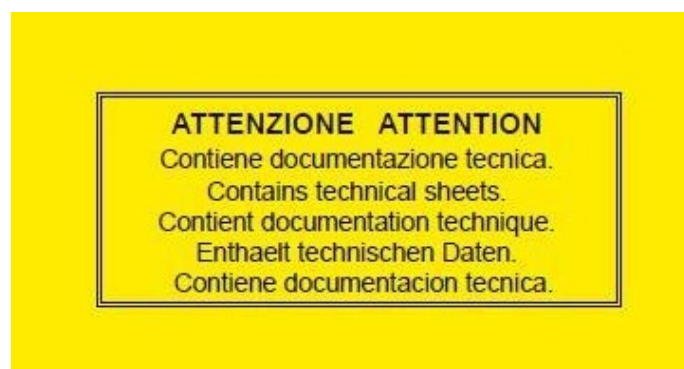 ATTENZIONE ATTENTION
Contiene documentazione tecnica.
Contains technical sheets.
Contient documentation technique.
Enthaelt technischen Daten.
Contiene documentacion tecnica.